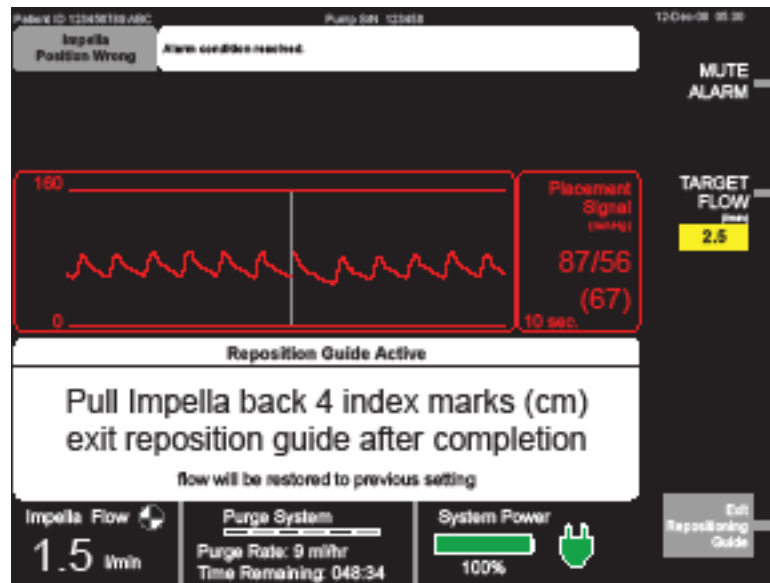 Patient ID 123456789 ABC
Pump S/N 123456
12-Dec-08 05:30
Impella
Position Wrong
Alarm condition reached.
MUTE
ALARM
160
Placement
Signal
(mmHg)
87/56
(67)
0
10 sec.
TARGET
FLOW
2.5
Reposition Guide Active
Pull Impella back 4 index marks (cm)
exit reposition guide after completion
flow will be restored to previous setting
Impella Flow
1.5 l/min
Purge System
Purge Rate: 9 ml/hr
Time Remaining: 048:34
System Power
100%
Exit
Repositioning
Guide